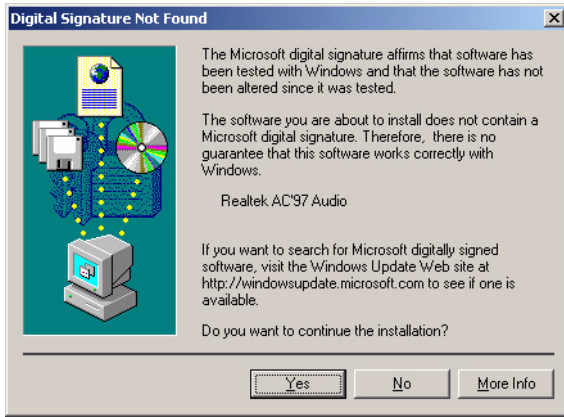 Digital Signature Not Found
The Microsoft digital signature affirms that software has
been tested with Windows and that the software has not
been altered since it was tested.
The software you are about to install does not contain a
Microsoft digital signature. Therefore, there is no
guarantee that this software works correctly with
Windows.
Realtek AC'97 Audio
If you want to search for Microsoft digitally signed
software, visit the Windows Update Web site at
http://windowsupdate.microsoft.com to see if one is
available.
Do you want to continue the installation?
Yes No More Info